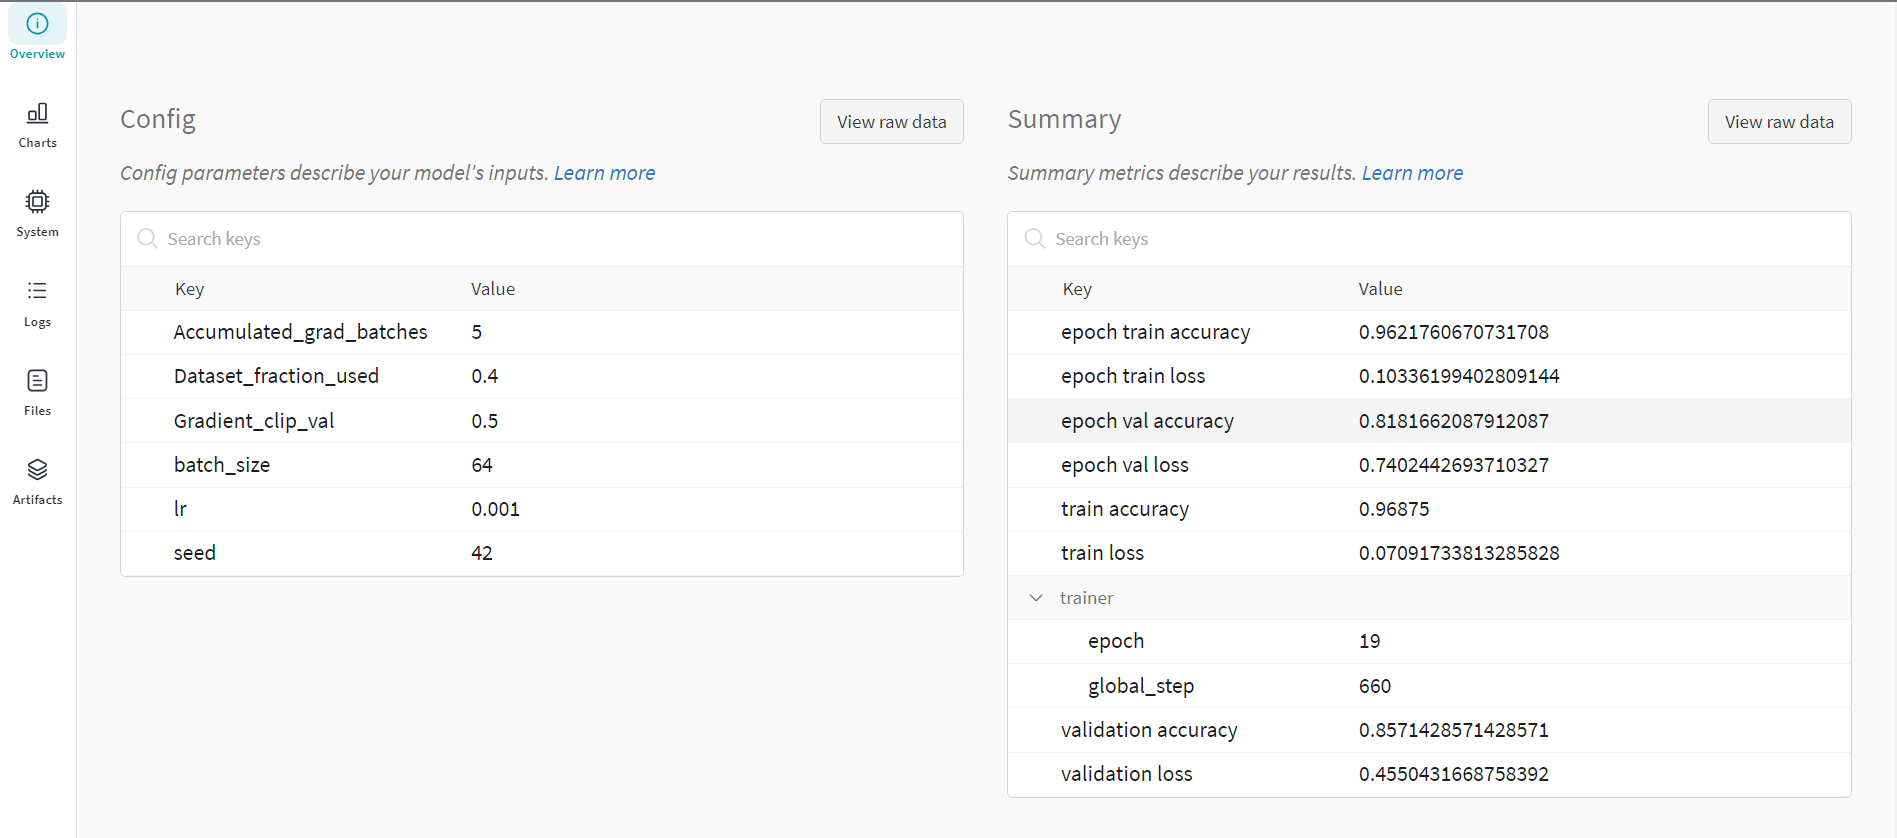 Overview
Charts
System
Logs
Files
Artifacts
Config
View raw data
Config parameters describe your model's inputs. Learn more
Search keys
Key Value
Accumulated_grad_batches 5
Dataset_fraction_used 0.4
Gradient_clip_val 0.5
batch_size 64
lr 0.001
seed 42
Summary
View raw data
Summary metrics describe your results. Learn more
Search keys
Key Value
epoch train accuracy 0.9621760670731708
epoch train loss 0.10336199402809144
epoch val accuracy 0.8181662087912087
epoch val loss 0.7402442693710327
train accuracy 0.96875
train loss 0.07091733813285828
trainer
epoch 19
global_step 660
validation accuracy 0.8571428571428571
validation loss 0.4550431668758392